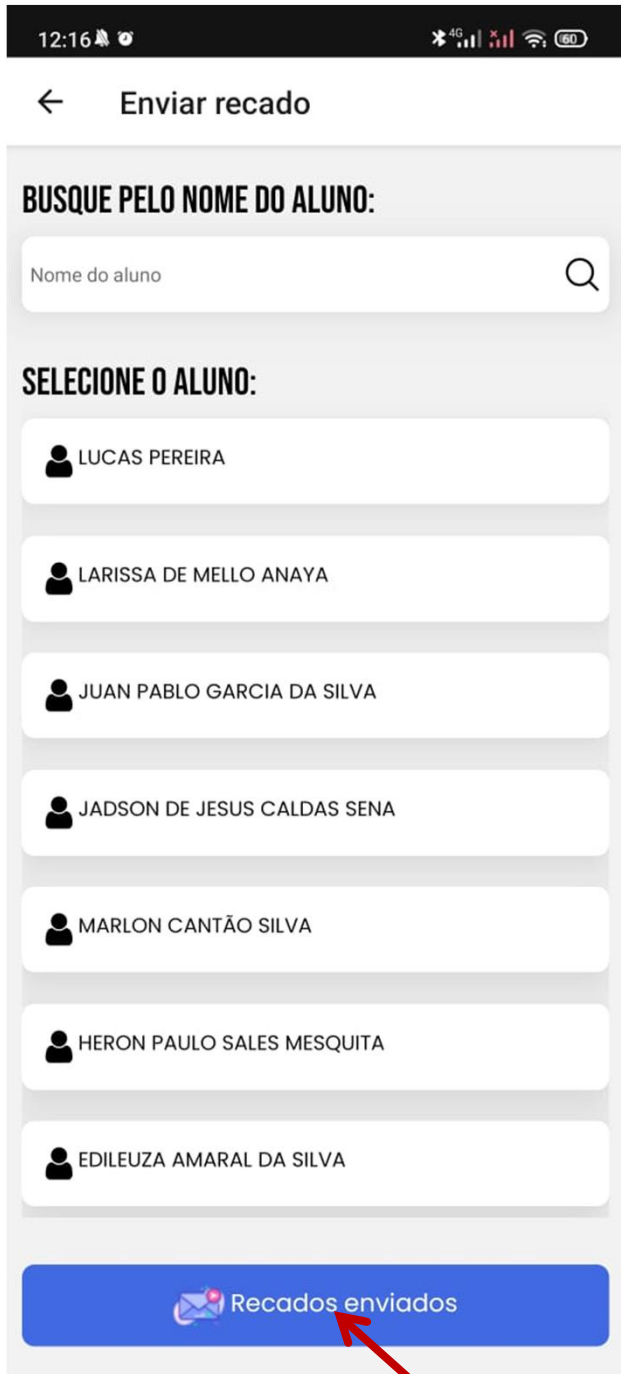 12:16
4G
60
Enviar recado
BUSQUE PELO NOME DO ALUNO:
Nome do aluno
SELECIONE O ALUNO:
LUCAS PEREIRA
LARISSA DE MELLO ANAYA
JUAN PABLO GARCIA DA SILVA
JADSON DE JESUS CALDAS SENA
MARLON CANTÃO SILVA
HERON PAULO SALES MESQUITA
EDILEUZA AMARAL DA SILVA
Recados enviados